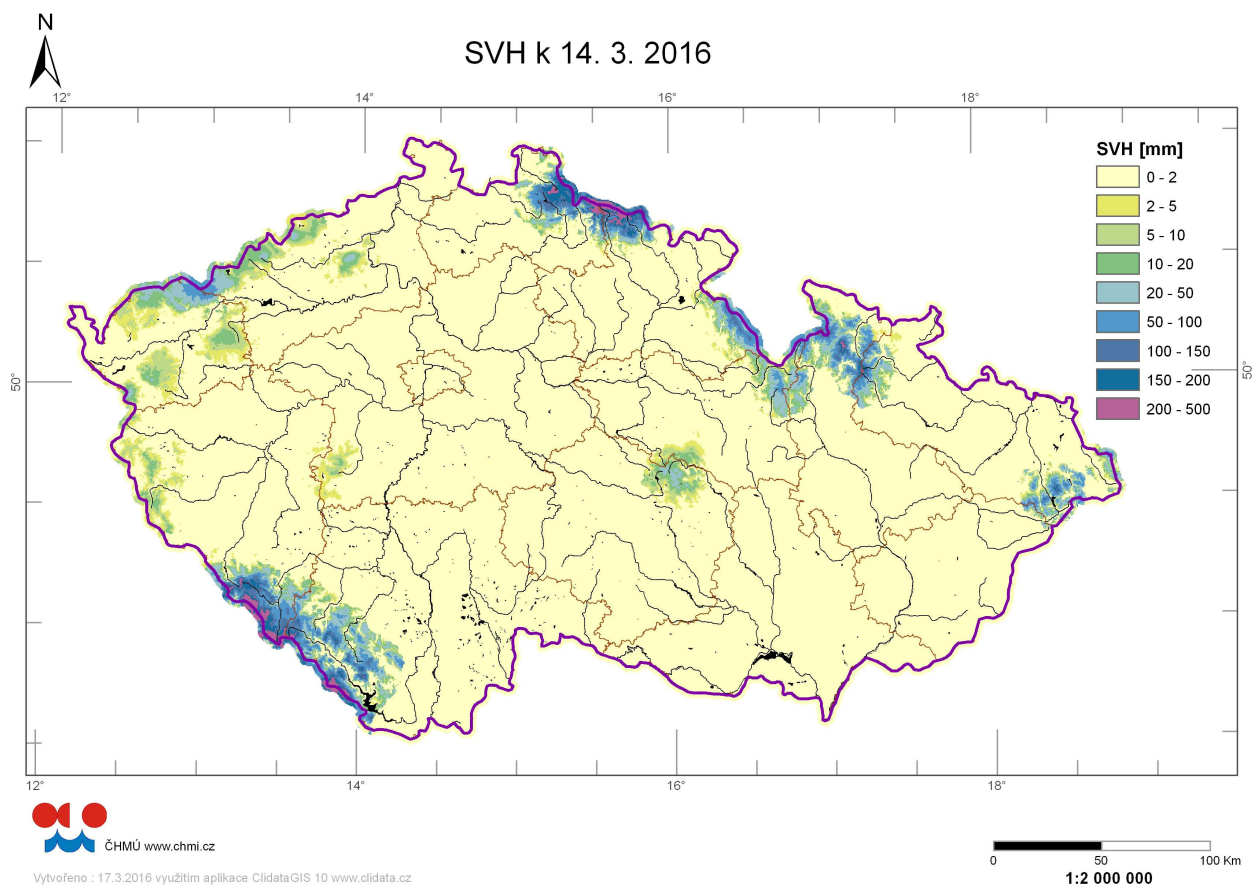 N
SVH k 14. 3. 2016
12° 14° 16° 18°
SVH [mm]
0 - 2
2 - 5
5 - 10
10 - 20
20 - 50
50 - 100
100 - 150
150 - 200
200 - 500
50° 50°
12° 14° 16° 18°
ČHMÚ www.chmi.cz
0 50 100 Km
1:2 000 000
Vytvořeno : 17.3.2016 využitim aplikace ClidataGIS 10 www.clidata.cz